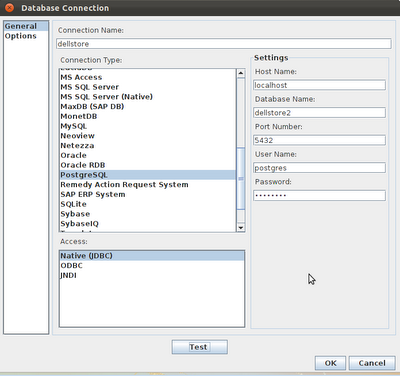 Database Connection
General
Options
Connection Name:
dellstore
Connection Type:
MS Access
MS SQL Server
MS SQL Server (Native)
MaxDB (SAP DB)
MonetDB
MySQL
Neoview
Netezza
Oracle
Oracle RDB
PostgreSQL
Remedy Action Request System
SAP ERP System
SQLite
Sybase
SybaseIQ
Access:
Native (JDBC)
ODBC
JNDI
Settings
Host Name:
localhost
Database Name:
dellstore2
Port Number:
5432
User Name:
postgres
Password:
••••••••
Test
OK
Cancel